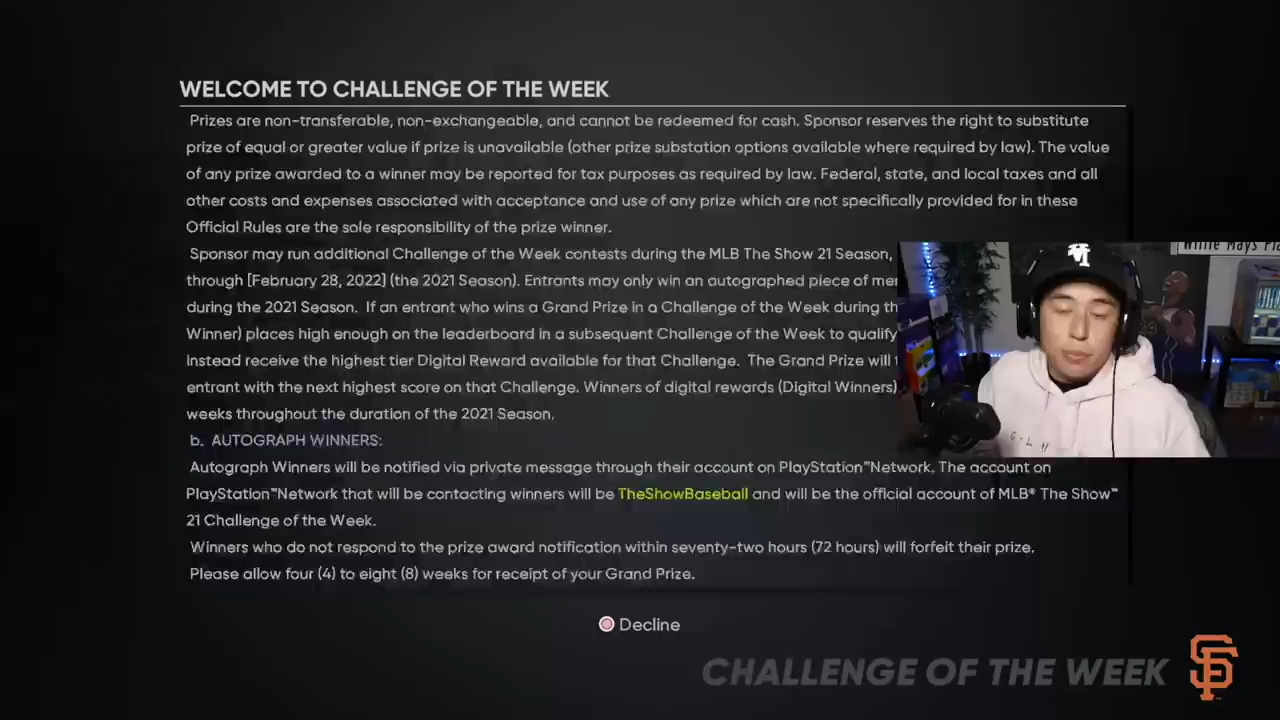 WELCOME TO CHALLENGE OF THE WEEK
Prizes are non-transferable, non-exchangeable, and cannot be redeemed for cash. Sponsor reserves the right to substitute
prize of equal or greater value if prize is unavailable (other prize substation options available where required by law). The value
of any prize awarded to a winner may be reported for tax purposes as required by law. Federal, state, and local taxes and all
other costs and expenses associated with acceptance and use of any prize which are not specifically provided for in these
Official Rules are the sole responsibility of the prize winner.
Sponsor may run additional Challenge of the Week contests during the MLB The Show 21 Season,
through [February 28, 2022] (the 2021 Season). Entrants may only win an autographed piece of
during the 2021 Season. If an entrant who wins a Grand Prize in a Challenge of the Week during
Winner) places high enough on the leaderboard in a subsequent Challenge of the Week to qualify
Instead receive the highest tier Digital Reward available for that Challenge. The Grand Prize will
entrant with the next highest score on that Challenge. Winners of digital rewards (Digital Winners)
weeks throughout the duration of the 2021 Season.
b. AUTOGRAPH WINNERS:
Autograph Winners will be notified via private message through their account on PlayStation™Network. The account on
PlayStation™Network that will be contacting winners will be TheShowBaseball and will be the official account of MLB® The Show™
21 Challenge of the Week.
Winners who do not respond to the prize award notification within seventy-two hours (72 hours) will forfeit their prize.
Please allow four (4) to eight (8) weeks for receipt of your Grand Prize.
Decline
CHALLENGE OF THE WEEK
SF
Willie Mays